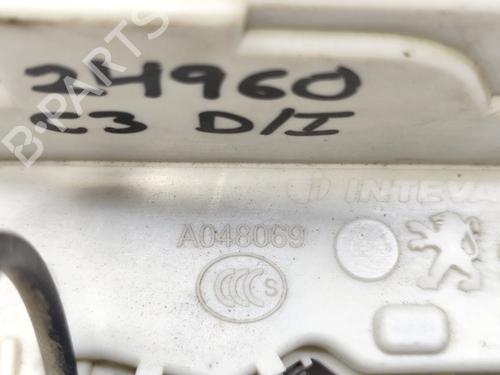 B-PARTS
24960
C3 D/I
INTEVA
A048069
CCC S